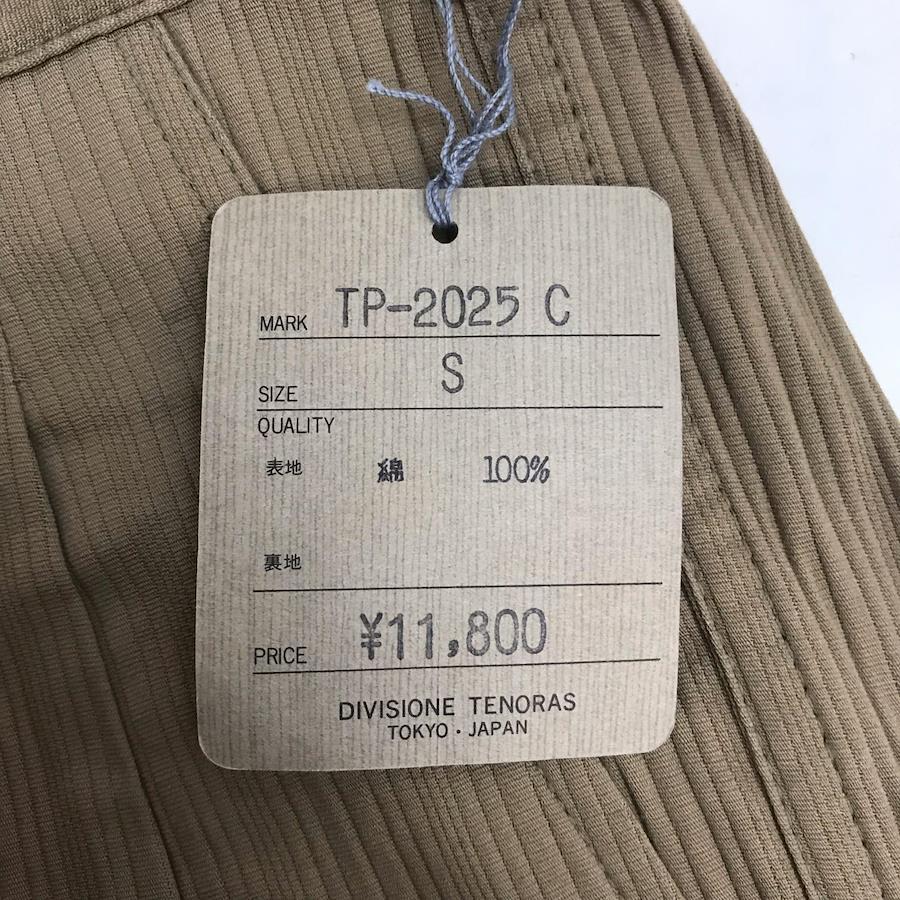 MARK TP-2025 C
SIZE S
QUALITY
表地 綿 100%
裏地
PRICE ¥11,800
DIVISIONE TENORAS
TOKYO・JAPAN